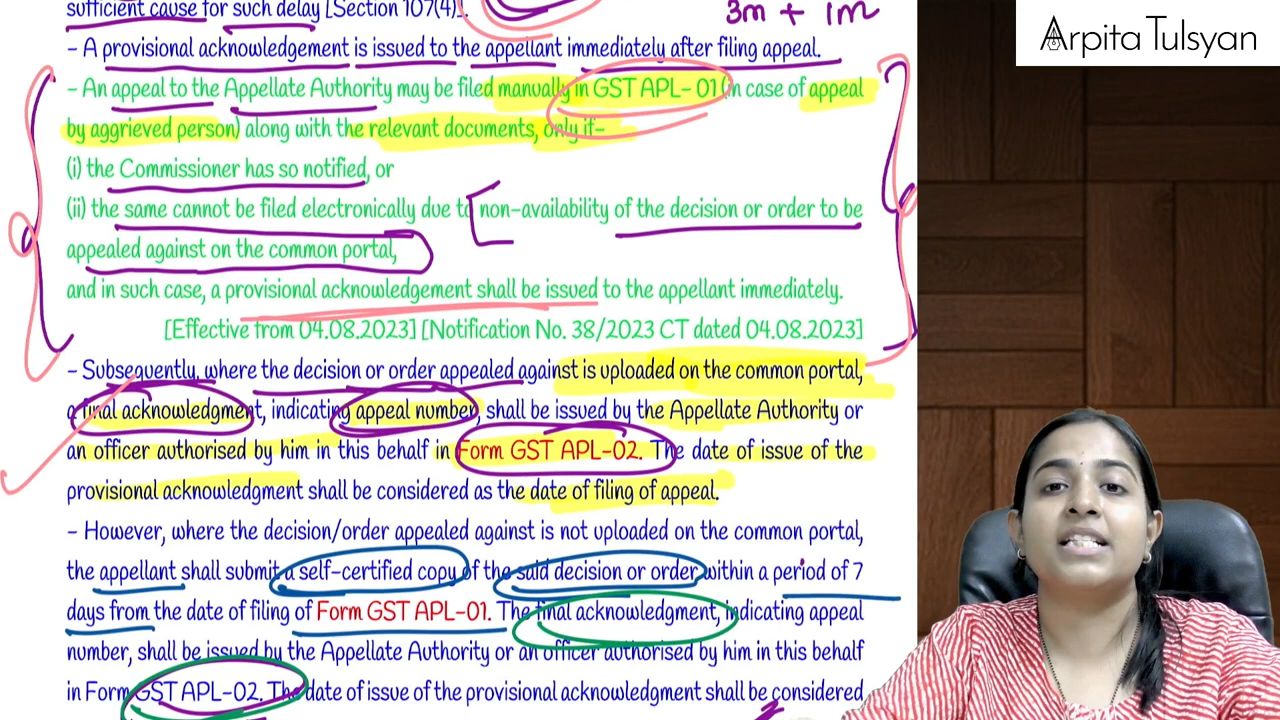 sufficient cause for such delay [Section 107(4)].
3m + 1m
Arpita Tulsyan
- A provisional acknowledgement is issued to the appellant immediately after filing appeal.
- An appeal to the Appellate Authority may be filed manually in GST APL- 01 (in case of appeal
by aggrieved person) along with the relevant documents, only if-
(i) the Commissioner has so notified, or
(ii) the same cannot be filed electronically due to non-availability of the decision or order to be
appealed against on the common portal,
and in such case, a provisional acknowledgement shall be issued to the appellant immediately.
[Effective from 04.08.2023] [Notification No. 38/2023 CT dated 04.08.2023]
- Subsequently, where the decision or order appealed against is uploaded on the common portal,
a final acknowledgment, indicating appeal number, shall be issued by the Appellate Authority or
an officer authorised by him in this behalf in Form GST APL-02. The date of issue of the
provisional acknowledgment shall be considered as the date of filing of appeal.
- However, where the decision/order appealed against is not uploaded on the common portal,
the appellant shall submit a self-certified copy of the said decision or order within a period of 7
days from the date of filing of Form GST APL-01. The final acknowledgment, indicating appeal
number, shall be issued by the Appellate Authority or an officer authorised by him in this behalf
in Form GST APL-02. The date of issue of the provisional acknowledgment shall be considered